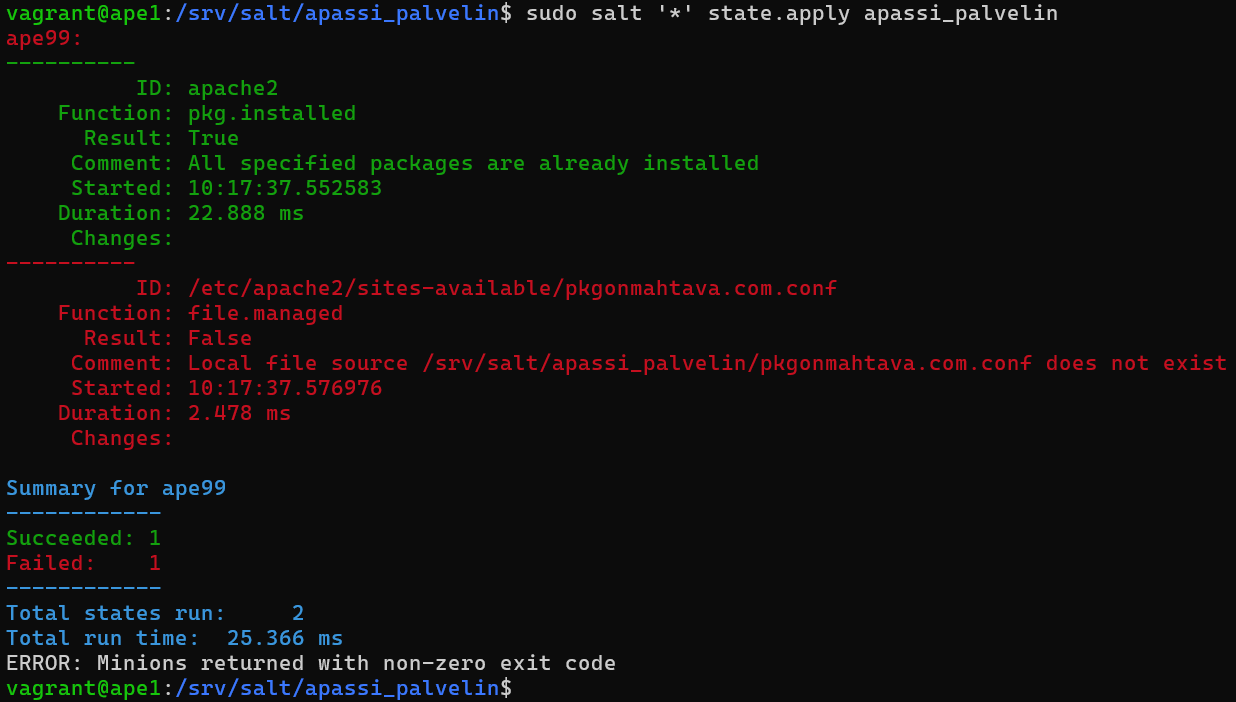 vagrant@ape1:/srv/salt/apassi_palvelin$ sudo salt '*' state.apply apassi_palvelin
ape99:
----------
          ID: apache2
    Function: pkg.installed
      Result: True
     Comment: All specified packages are already installed
     Started: 10:17:37.552583
    Duration: 22.888 ms
     Changes:
----------
          ID: /etc/apache2/sites-available/pkgonmahtava.com.conf
    Function: file.managed
      Result: False
     Comment: Local file source /srv/salt/apassi_palvelin/pkgonmahtava.com.conf does not exist
     Started: 10:17:37.576976
    Duration: 2.478 ms
     Changes:

Summary for ape99
------------
Succeeded: 1
Failed:    1
------------
Total states run:     2
Total run time:  25.366 ms
ERROR: Minions returned with non-zero exit code
vagrant@ape1:/srv/salt/apassi_palvelin$